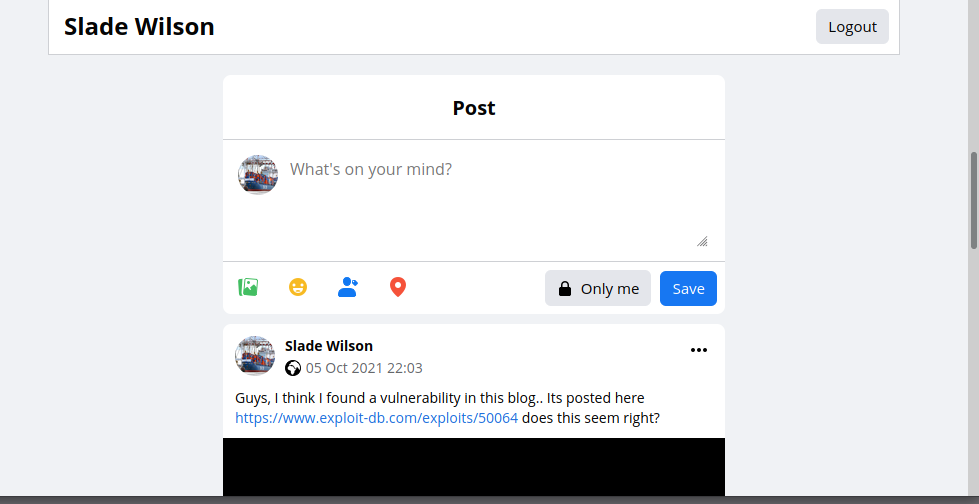 Slade Wilson
Logout
Post
What's on your mind?
Only me
Save
Slade Wilson
05 Oct 2021 22:03
Guys, I think I found a vulnerability in this blog.. Its posted here
https://www.exploit-db.com/exploits/50064 does this seem right?